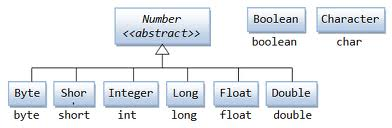 Number
<<abstract>>
Boolean
Character
boolean
char
Byte
Shor
,
Integer
Long
Float
Double
byte
short
int
long
float
double